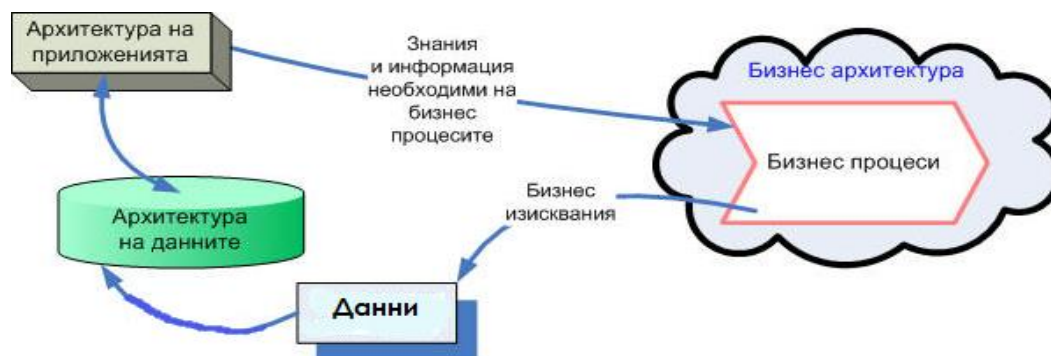 Архитектура на
приложенията
Знания
и информация
необходими на
бизнес
процесите
Бизнес архитектура
Бизнес процеси
Бизнес
изисквания
Архитектура
на данните
Данни